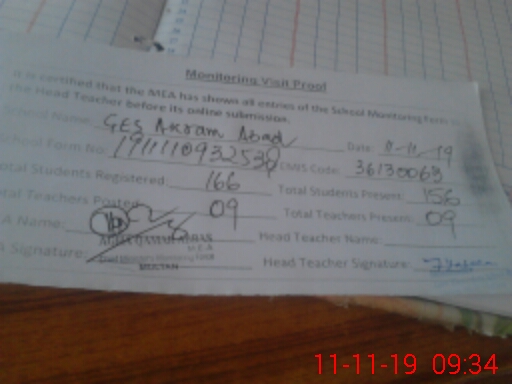 Monitoring Visit Proof
It is certified that the MEA has shown all entries of the School Monitoring Form to
the Head Teacher before its online submission.
School Name: GES Akram Abad Date: 11-11-19
School Form No. EMIS Code: 36130063
Total Students Registered 166 Total Students Present: 156
Total Teachers Posted 09 Total Teachers Present: 09
A Name: Head Teacher Name:
M.E.A
A Signature: Head Teacher Signature:
MULTAN
11-11-19 09:34